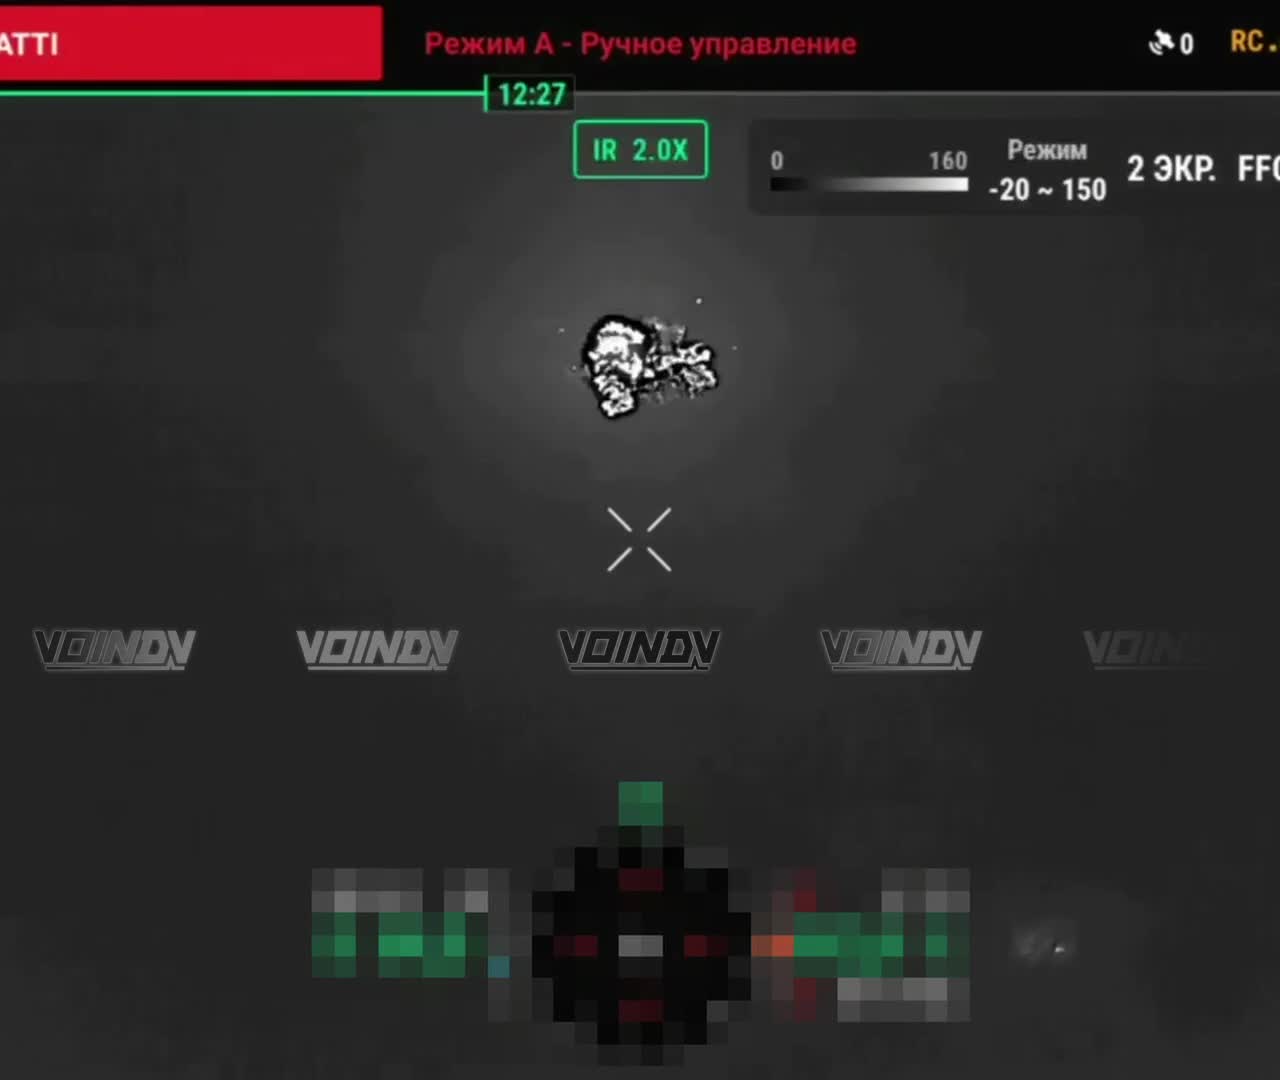 ATTI
Режим А - Ручное управление
0
RC.
12:27
IR 2.0X
0 160
Режим
-20 ~ 150
2 ЭКР.
VOINDV VOINDV VOINDV VOINDV